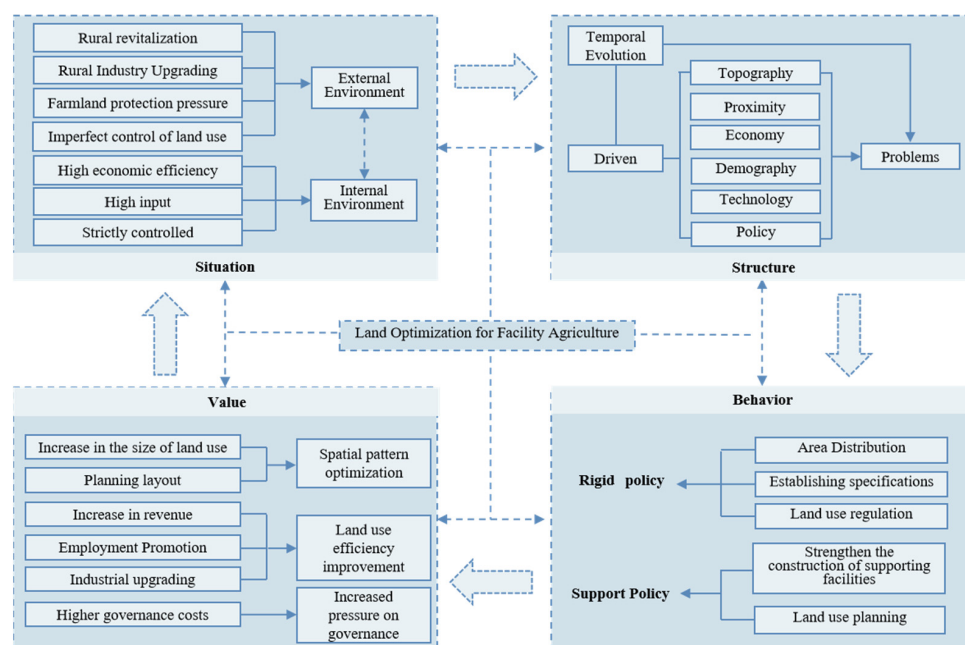 Rural revitalization
Rural Industry Upgrading
Farmland protection pressure
Imperfect control of land use
High economic efficiency
High input
Strictly controlled
External
Environment
Internal
Environment
Situation
Temporal
Evolution
Driven
Topography
Proximity
Economy
Demography
Technology
Policy
Problems
Structure
Land Optimization for Facility Agriculture
Value
Increase in the size of land use
Planning layout
Increase in revenue
Employment Promotion
Industrial upgrading
Higher governance costs
Spatial pattern
optimization
Land use
efficiency
improvement
Increased
pressure on
governance
Behavior
Rigid policy
Area Distribution
Establishing specifications
Land use regulation
Support Policy
Strengthen the
construction of supporting
facilities
Land use planning